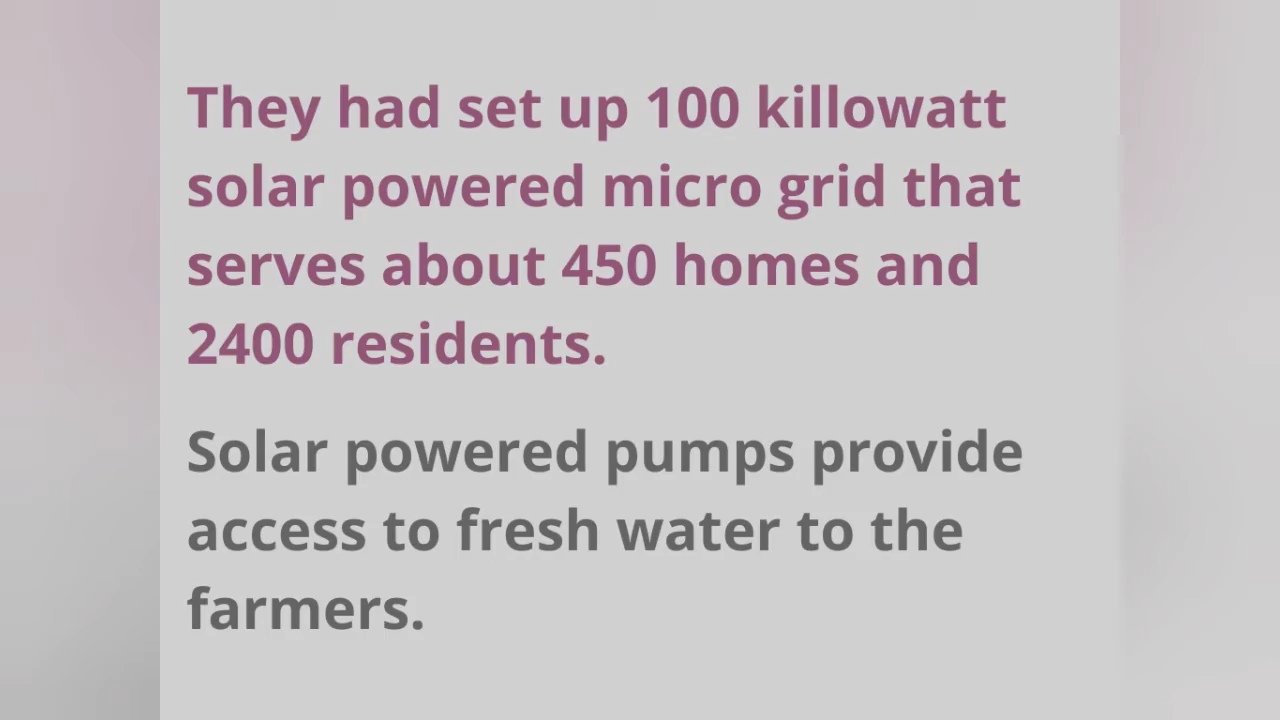 They had set up 100 killowatt
solar powered micro grid that
serves about 450 homes and
2400 residents.
Solar powered pumps provide
access to fresh water to the
farmers.